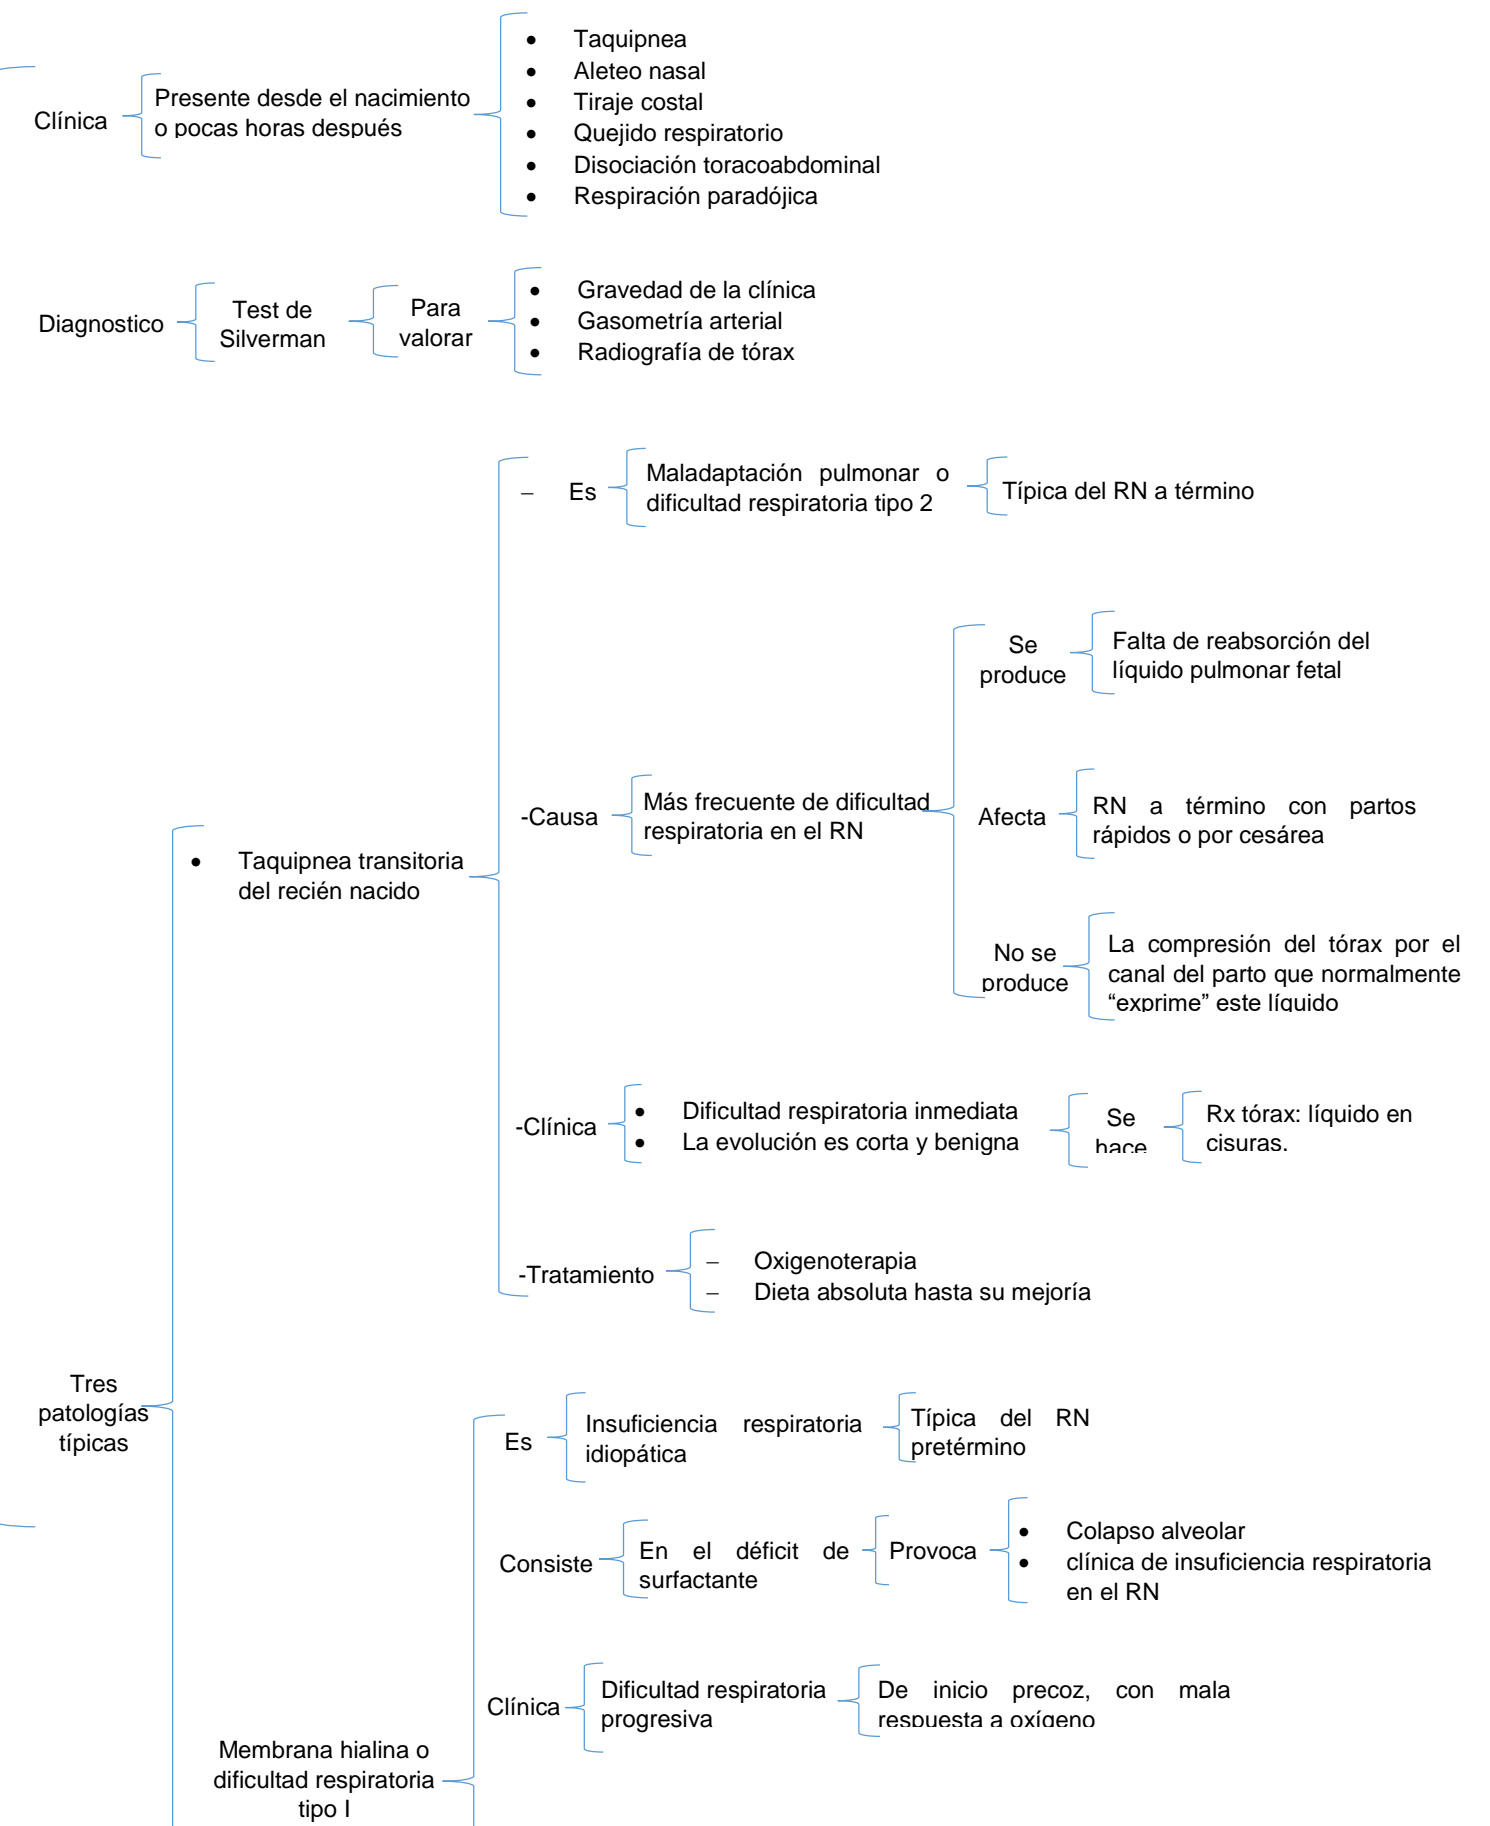 Clínica
Presente desde el nacimiento
o pocas horas después
• Taquipnea
• Aleteo nasal
• Tiraje costal
• Quejido respiratorio
• Disociación toracoabdominal
• Respiración paradójica
Diagnostico
Test de
Silverman
Para
valorar
• Gravedad de la clínica
• Gasometría arterial
• Radiografía de tórax
Tres
patologías
típicas
• Taquipnea transitoria
del recién nacido
– Es
Maladaptación pulmonar o
dificultad respiratoria tipo 2
Típica del RN a término
-Causa
Más frecuente de dificultad
respiratoria en el RN
Se
produce
Falta de reabsorción del
líquido pulmonar fetal
Afecta
RN a término con partos
rápidos o por cesárea
No se
produce
La compresión del tórax por el
canal del parto que normalmente
“exprime” este líquido
-Clínica
• Dificultad respiratoria inmediata
• La evolución es corta y benigna
Se
hace
Rx tórax: líquido en
cisuras.
-Tratamiento
– Oxigenoterapia
– Dieta absoluta hasta su mejoría
Membrana hialina o
dificultad respiratoria
tipo I
Es
Insuficiencia respiratoria
idiopática
Típica del RN
pretérmino
Consiste
En el déficit de
surfactante
Provoca
• Colapso alveolar
• clínica de insuficiencia respiratoria
en el RN
Clínica
Dificultad respiratoria
progresiva
De inicio precoz, con mala
respuesta a oxígeno